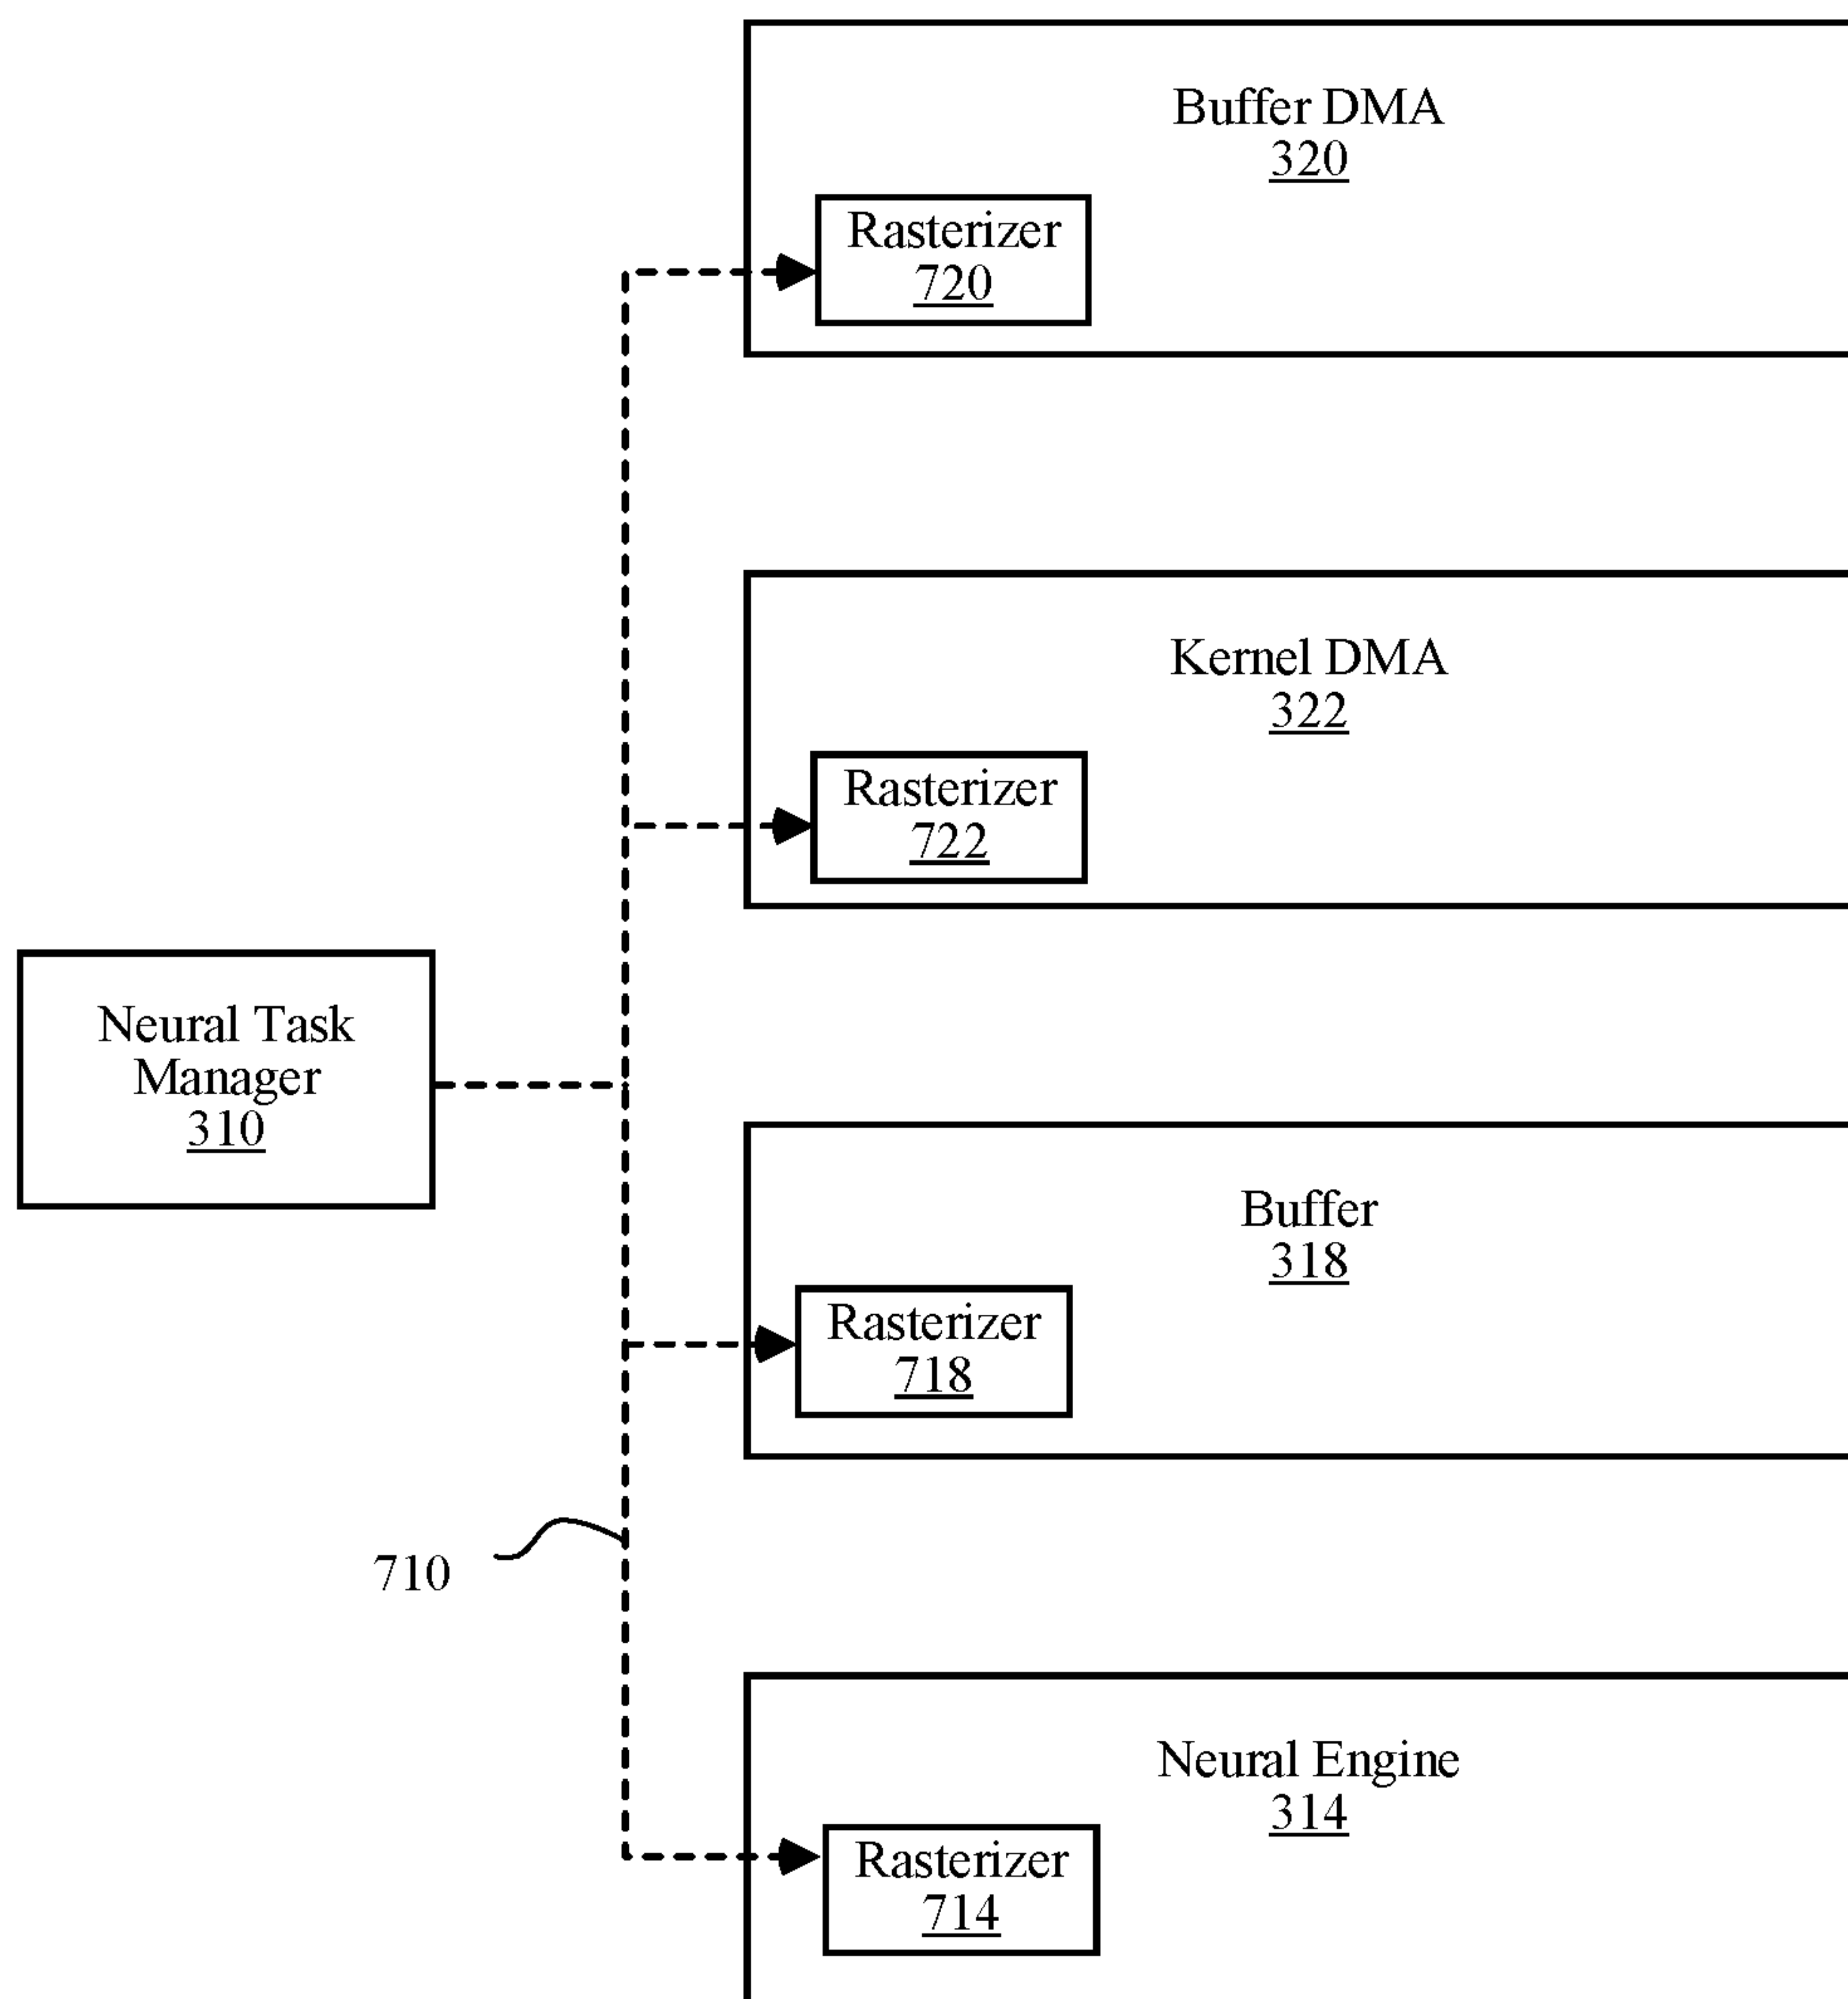 Buffer DMA
320
Rasterizer
720
Kernel DMA
322
Rasterizer
722
Neural Task
Manager
310
Buffer
318
Rasterizer
718
710
Neural Engine
314
Rasterizer
714